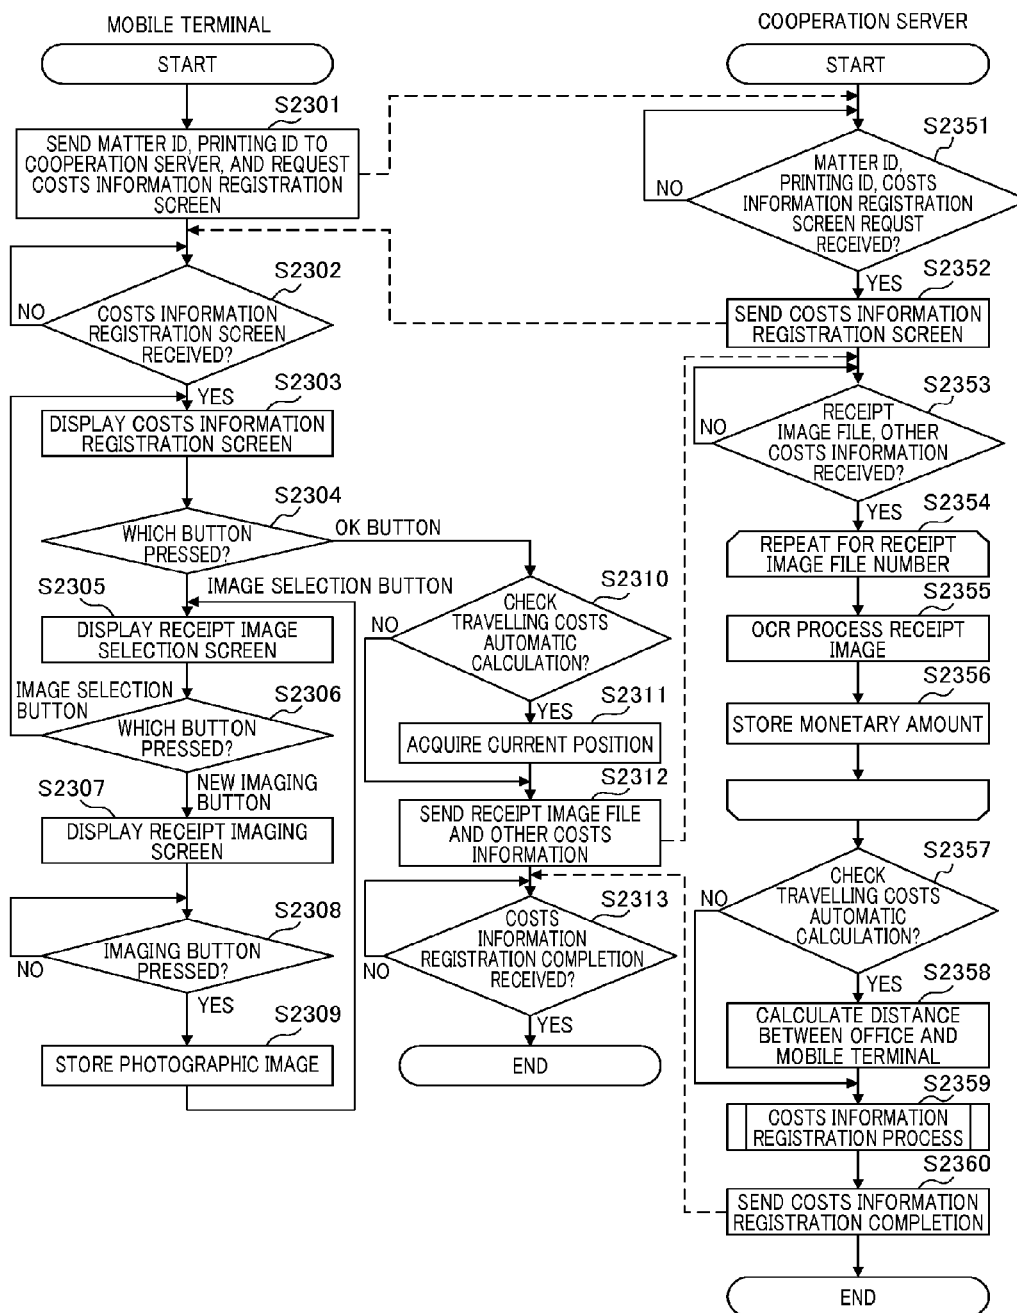 MOBILE TERMINAL
START
S2301
SEND MATTER ID, PRINTING ID TO
COOPERATION SERVER, AND REQUEST
COSTS INFORMATION REGISTRATION
SCREEN
S2302
NO
COSTS INFORMATION
REGISTRATION SCREEN
RECEIVED?
YES
S2303
DISPLAY COSTS INFORMATION
REGISTRATION SCREEN
S2304
WHICH BUTTON
PRESSED?
OK BUTTON
IMAGE SELECTION BUTTON
S2305
DISPLAY RECEIPT IMAGE
SELECTION SCREEN
IMAGE SELECTION
BUTTON
S2306
WHICH BUTTON
PRESSED?
NEW IMAGING
BUTTON
S2307
DISPLAY RECEIPT IMAGING
SCREEN
S2308
IMAGING BUTTON
PRESSED?
NO
YES
S2309
STORE PHOTOGRAPHIC IMAGE
S2310
NO
CHECK
TRAVELLING COSTS
AUTOMATIC
CALCULATION?
YES
S2311
ACQUIRE CURRENT POSITION
S2312
SEND RECEIPT IMAGE FILE
AND OTHER COSTS
INFORMATION
S2313
COSTS
INFORMATION
REGISTRATION COMPLETION
RECEIVED?
NO
YES
END
COOPERATION SERVER
START
S2351
MATTER ID,
PRINTING ID, COSTS
INFORMATION REGISTRATION
SCREEN REQUST
RECEIVED?
NO
YES
S2352
SEND COSTS INFORMATION
REGISTRATION SCREEN
S2353
RECEIPT
IMAGE FILE, OTHER
COSTS INFORMATION
RECEIVED?
NO
YES
S2354
REPEAT FOR RECEIPT
IMAGE FILE NUMBER
S2355
OCR PROCESS RECEIPT
IMAGE
S2356
STORE MONETARY AMOUNT
S2357
CHECK
TRAVELLING COSTS
AUTOMATIC
CALCULATION?
NO
YES
S2358
CALCULATE DISTANCE
BETWEEN OFFICE AND
MOBILE TERMINAL
S2359
COSTS INFORMATION
REGISTRATION PROCESS
S2360
SEND COSTS INFORMATION
REGISTRATION COMPLETION
END